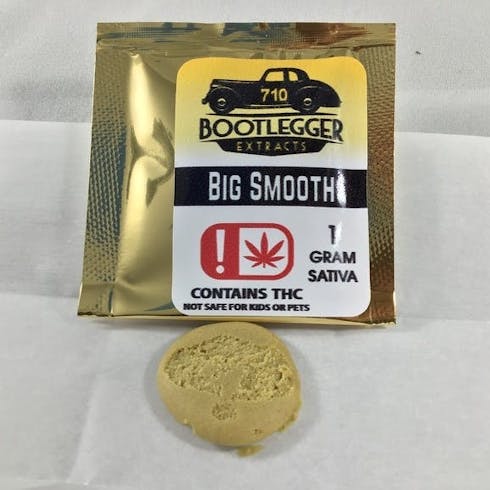 710
BOOTLEGGER
EXTRACTS
BIG SMOOTH
!
1
GRAM
SATIVA
CONTAINS THC
NOT SAFE FOR KIDS OR PETS